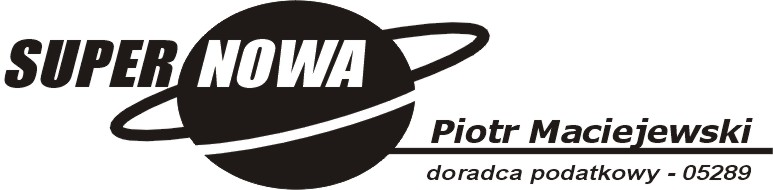 SUPER NOWA
Piotr Maciejewski
doradca podatkowy - 05289